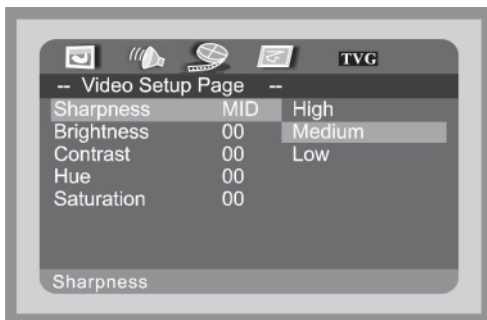 TVG
-- Video Setup Page --
Sharpness MID High
Brightness 00 Medium
Contrast 00 Low
Hue 00
Saturation 00
Sharpness